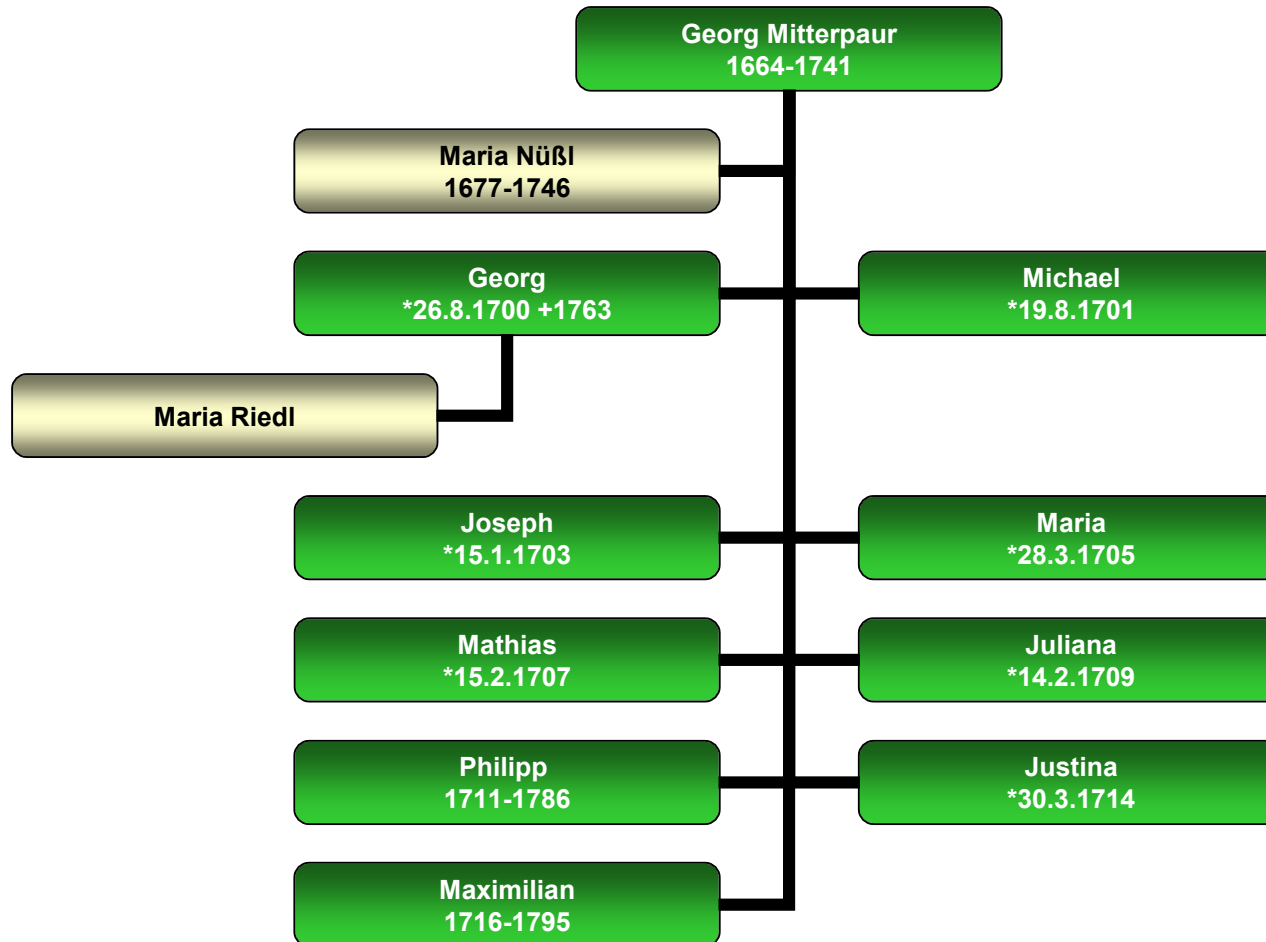 Georg Mitterpaur
1664-1741
Maria Nüßl
1677-1746
Georg
*26.8.1700 +1763
Michael
*19.8.1701
Maria Riedl
Joseph
*15.1.1703
Maria
*28.3.1705
Mathias
*15.2.1707
Juliana
*14.2.1709
Philipp
1711-1786
Justina
*30.3.1714
Maximilian
1716-1795